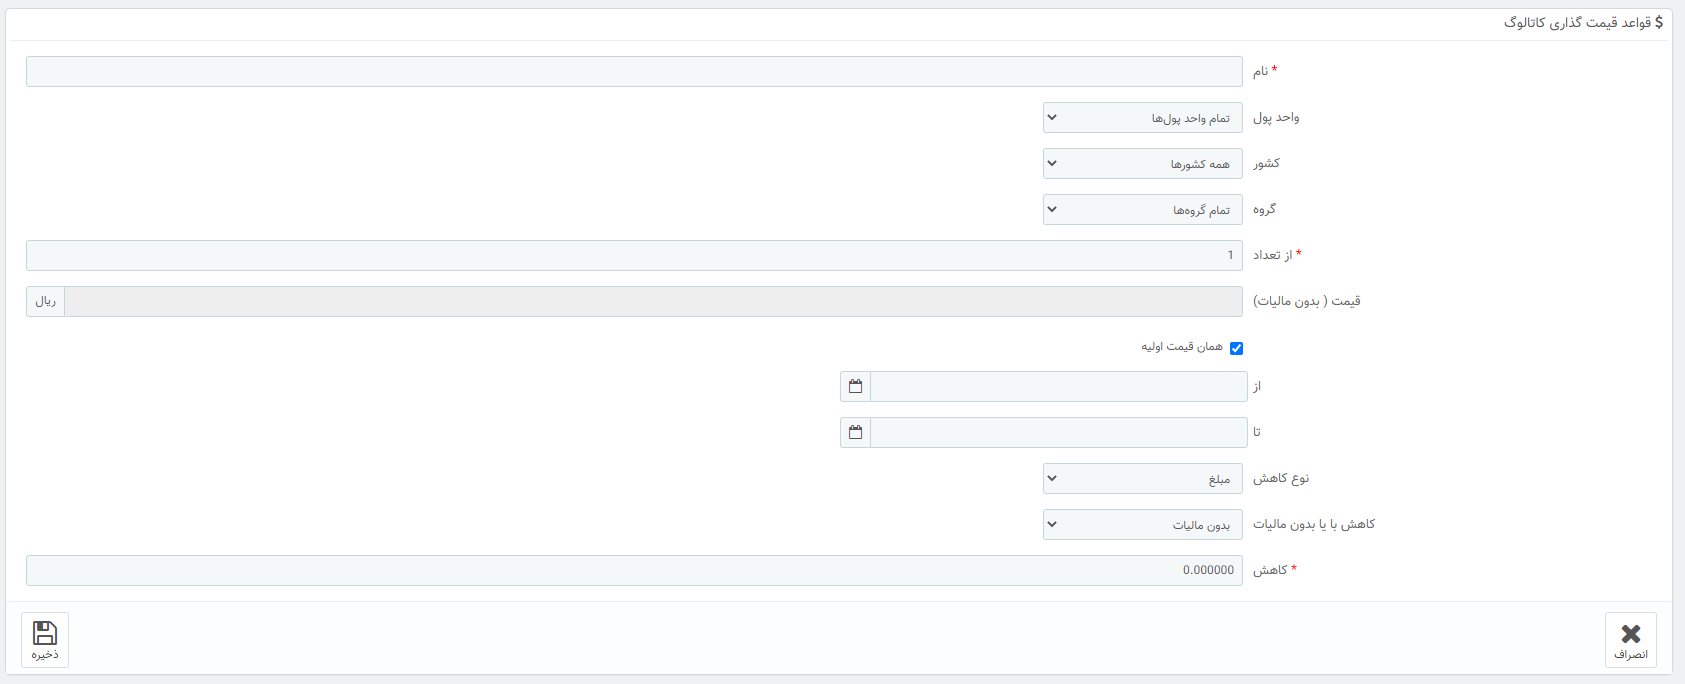 $ قواعد قیمت گذاری کاتالوگ
* نام
واحد پول
تمام واحد پول‌ها
کشور
همه کشورها
گروه
تمام گروه‌ها
* از تعداد
1
قیمت ( بدون مالیات)
ریال
همان قیمت اولیه
از
تا
نوع کاهش
مبلغ
کاهش با یا بدون مالیات
بدون مالیات
* کاهش
0.000000
انصراف
ذخیره